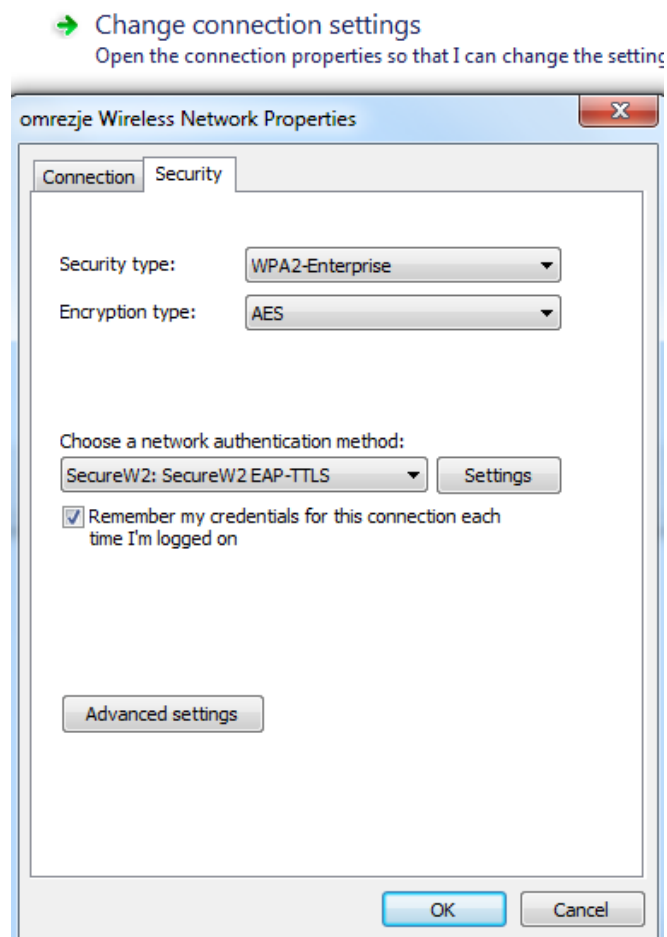 Change connection settings
Open the connection properties so that I can change the setting
omrezje Wireless Network Properties
Connection
Security
Security type:
WPA2-Enterprise
Encryption type:
AES
Choose a network authentication method:
SecureW2: SecureW2 EAP-TTLS
Settings
Remember my credentials for this connection each
time I'm logged on
Advanced settings
OK
Cancel